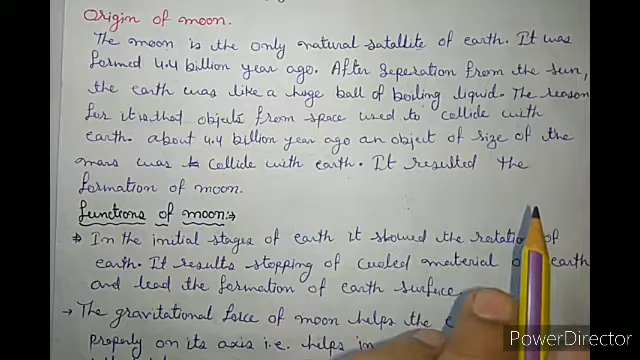 Origin of moon.
The moon is the only natural satallite of earth. It was
formed 4.4 billion year ago. After seperation from the sun,
the earth was like a huge ball of boiling liquid. The reason
for it is that objects from space used to collide with
earth. about 4.4 billion year ago an object of size of the
mars was to collide with earth. It resulted the
formation of moon.
functions of moon:→
→ In the initial stages of earth it showed the rotation of
earth. It results stopping of cooled material earth
and lead the formation of earth surface
→ The gravitational force of moon helps the
properly on its axis i.e. helps in
PowerDirector